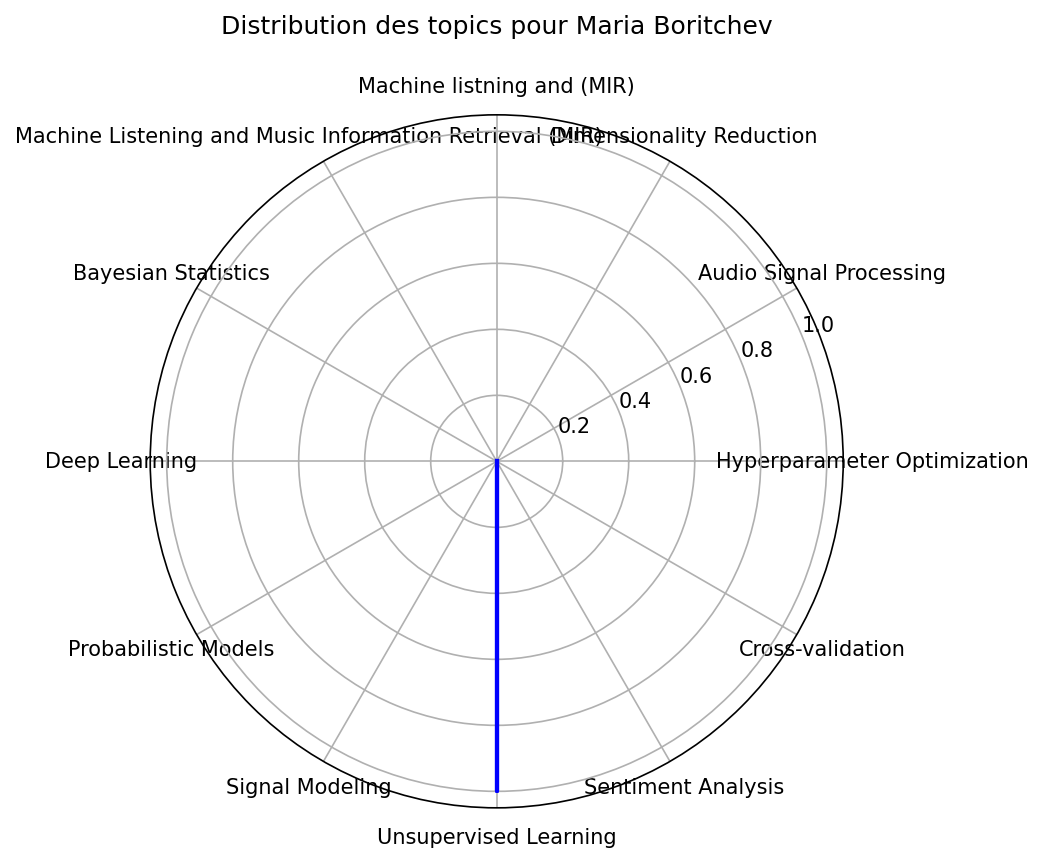 Distribution des topics pour Maria Boritchev
Machine listning and (MIR)
Machine Listening and Music Information Retrieval (MIR)
Dimensionality Reduction
Bayesian Statistics
Audio Signal Processing
1.0
0.8
0.6
0.4
0.2
Deep Learning
Hyperparameter Optimization
Probabilistic Models
Cross-validation
Signal Modeling
Sentiment Analysis
Unsupervised Learning